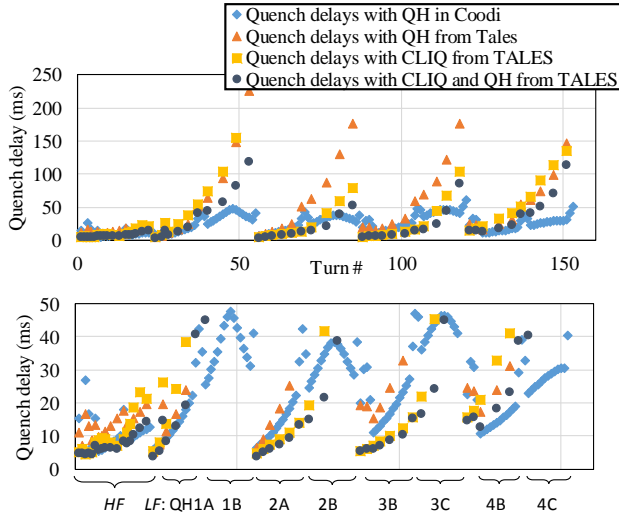 Quench delays with QH in Coodi
Quench delays with QH from Tales
Quench delays with CLIQ from TALES
Quench delays with CLIQ and QH from TALES
Quench delay (ms)
250
200
150
100
50
0
0
50
100
150
Turn #
Quench delay (ms)
50
40
30
20
10
0
HF
LF: QH1A
1B
2A
2B
3B
3C
4B
4C